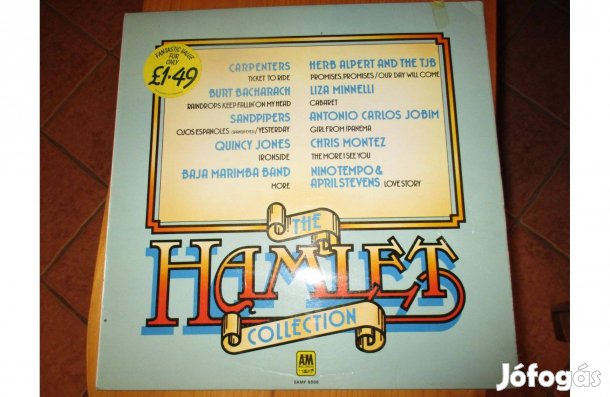 FANTASTIC VALUE
FOR
ONLY
£1·49
CARPENTERS
TICKET TO RIDE
BURT BACHARACH
RAINDROPS KEEP FALLIN' ON MY HEAD
SANDPIPERS
OJOS ESPANOLES (SPANISH EYES)/YESTERDAY
QUINCY JONES
IRONSIDE
BAJA MARIMBA BAND
MORE
HERB ALPERT AND THE TJB
PROMISES, PROMISES/OUR DAY WILL COME
LIZA MINNELLI
CABARET
ANTONIO CARLOS JOBIM
GIRL FROM IPANEMA
CHRIS MONTEZ
THE MORE I SEE YOU
NINO TEMPO &
APRIL STEVENS LOVE STORY
THE
HAMLET
COLLECTION
AM
Jófogás